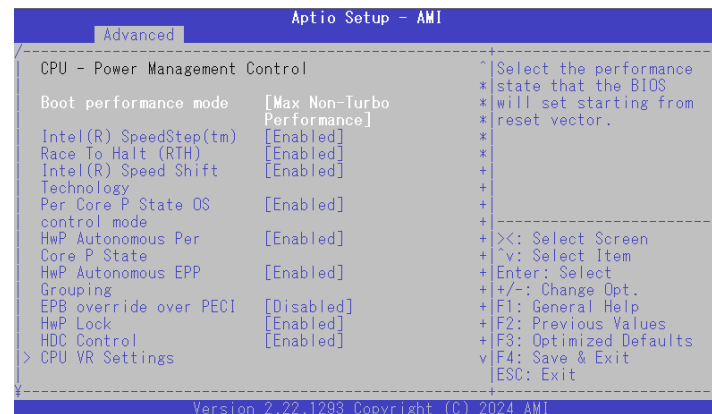 Aptio Setup - AMI
Advanced
CPU - Power Management Control
Boot performance mode [Max Non-Turbo
Performance]
Intel(R) SpeedStep(tm) [Enabled]
Race To Halt (RTH) [Enabled]
Intel(R) Speed Shift [Enabled]
Technology
Per Core P State OS [Enabled]
control mode
HwP Autonomous Per [Enabled]
Core P State
HwP Autonomous EPP [Enabled]
Grouping
EPB override over PECI [Disabled]
HwP Lock [Enabled]
HDC Control [Enabled]
> CPU VR Settings
Select the performance
state that the BIOS
will set starting from
reset vector.
><: Select Screen
^v: Select Item
Enter: Select
+/-: Change Opt.
F1: General Help
F2: Previous Values
F3: Optimized Defaults
F4: Save & Exit
ESC: Exit
Version 2.22.1293 Copyright (C) 2024 AMI